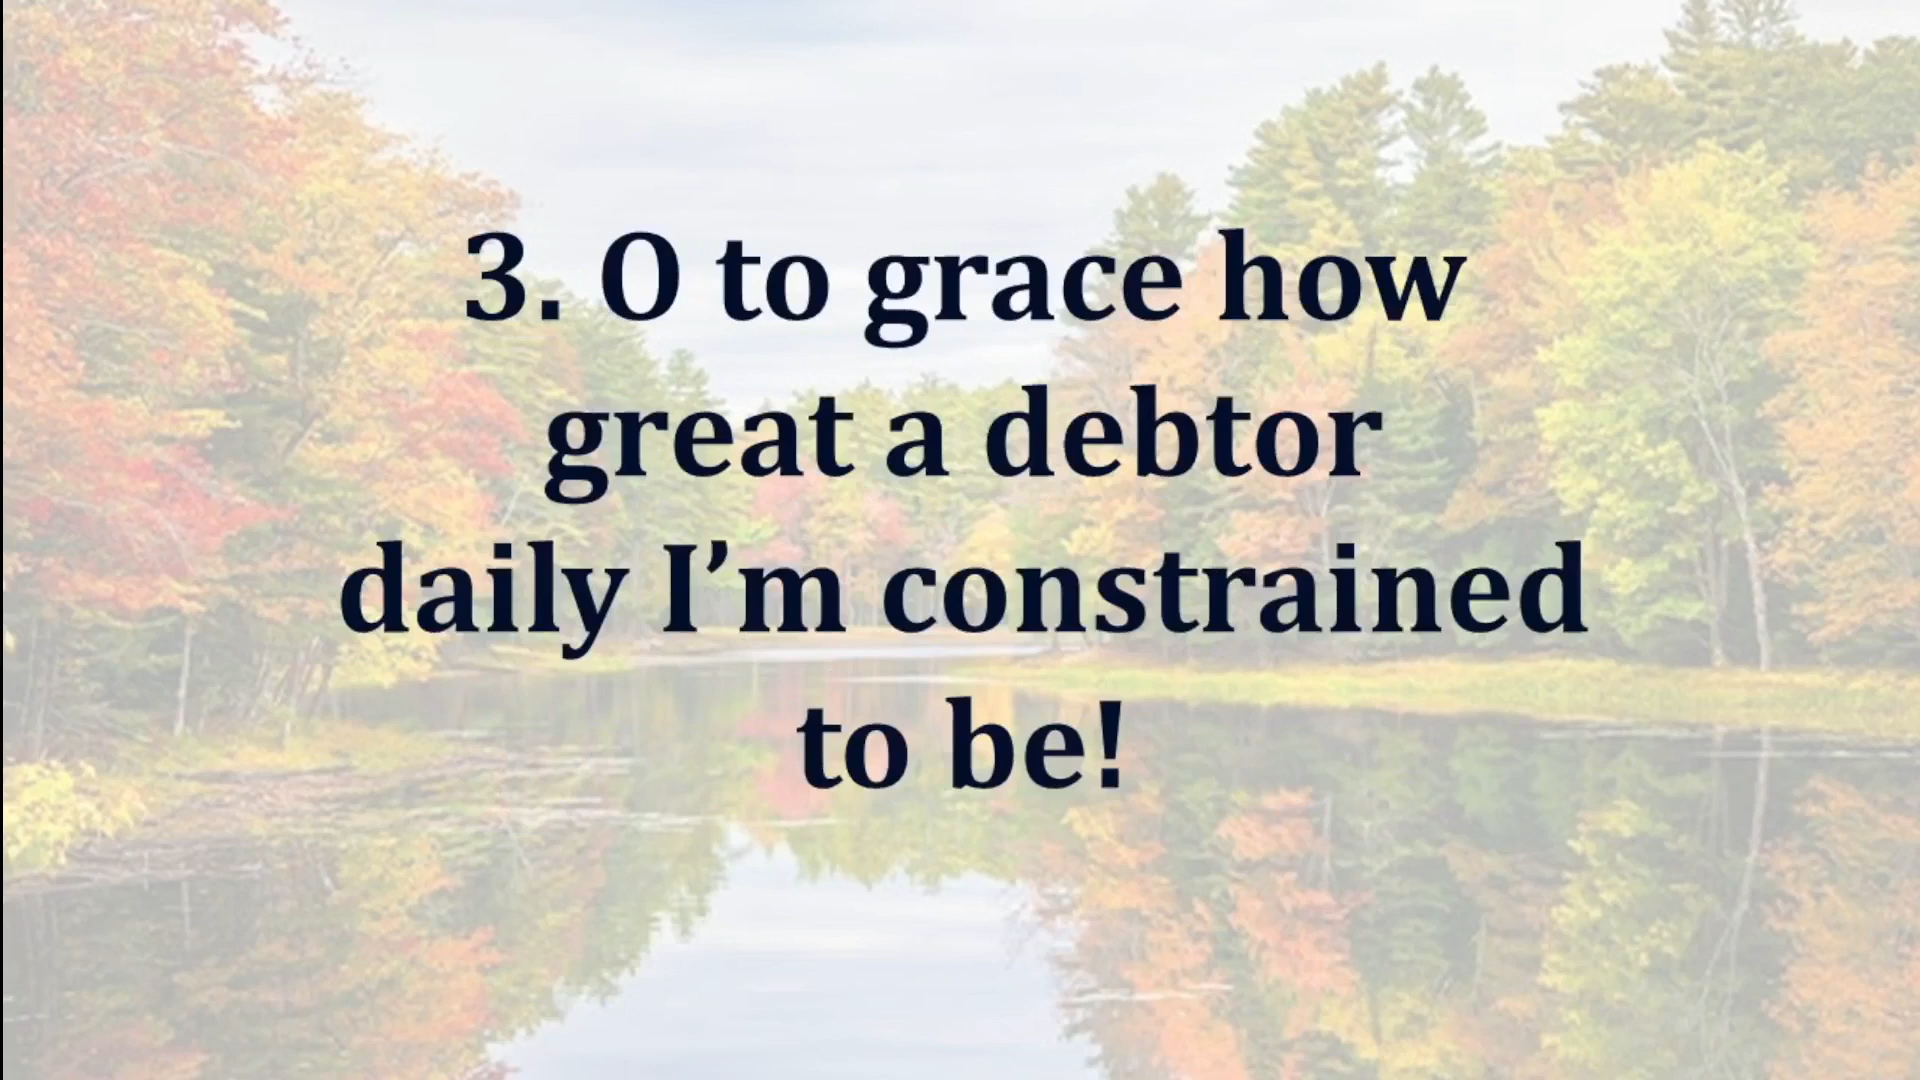 3. O to grace how
great a debtor
daily I’m constrained
to be!